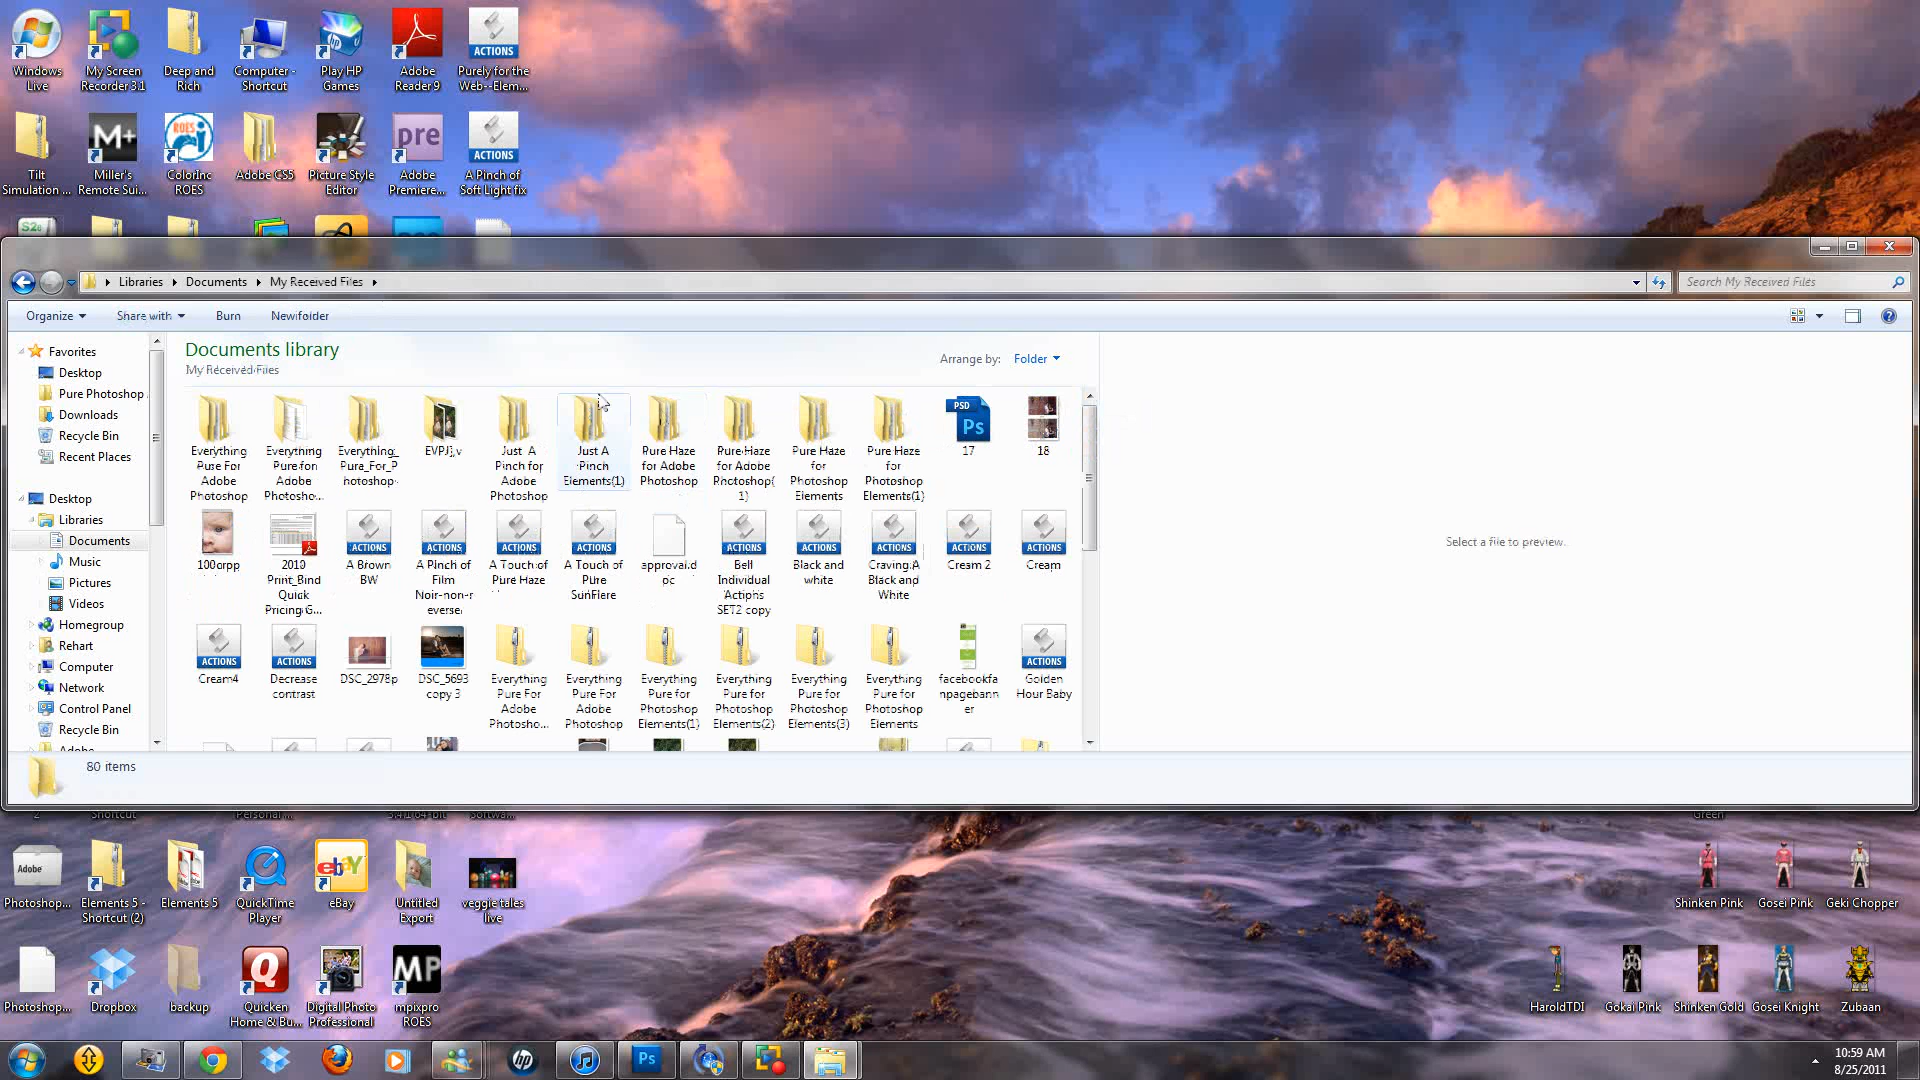 Windows Live
My Screen Recorder 3.1
Deep and Rich
Computer - Shortcut
Play HP Games
Adobe Reader 9
ACTIONS
Purely for the Web--Elem...
Tilt Simulation ...
M+
Miller's Remote Sui...
ROES
ColorInc ROES
Adobe CS5
Picture Style Editor
pre
Adobe Premiere...
ACTIONS
A Pinch of Soft Light fix
Libraries
Documents
My Received Files
Search My Received Files
Organize
Share with
Burn
New folder
Favorites
Desktop
Pure Photoshop
Downloads
Recycle Bin
Recent Places
Desktop
Libraries
Documents
Music
Pictures
Videos
Homegroup
Rehart
Computer
Network
Control Panel
Recycle Bin
Documents library
My Received Files
Arrange by:
Folder
Everything Pure For Adobe Photoshop
Everything Pure for Adobe Photosho...
Everything_Pure_For_Photoshop
Just A Pinch for Adobe Photoshop
Just A Pinch Elements(1)
Pure Haze for Adobe Photoshop
Pure Haze for Adobe Photoshop(1)
Pure Haze for Photoshop Elements
Pure Haze for Photoshop Elements(1)
PSD
Ps
17
18
2010 Print_Bind Quick Pricing G...
ACTIONS
A Brown BW
ACTIONS
A Pinch of Film Noir-non-reverse
ACTIONS
A Touch of Pure Haze
ACTIONS
A Touch of Pure SunFlere
approval.dpc
ACTIONS
SET2 copy
ACTIONS
Black and white
ACTIONS
Craving A Black and White
ACTIONS
Cream 2
ACTIONS
Cream
ACTIONS
Cream4
ACTIONS
Decrease contrast
DSC_2978p
DSC_5693 copy 3
Everything Pure For Adobe Photosho...
Everything Pure For Adobe Photoshop
Everything Pure for Photoshop Elements(1)
Everything Pure for Photoshop Elements(2)
Everything Pure for Photoshop Elements(3)
Everything Pure for Photoshop Elements
facebookfanpagebanner
ACTIONS
Golden Hour Baby
Select a file to preview.
80 items
Adobe
Photoshop...
Elements 5 - Shortcut (2)
Elements 5
QuickTime Player
ebaY
eBay
Untitled Export
veggie tales live
Shinken Pink
Gosei Pink
Geki Chopper
Photoshop...
Dropbox
backup
Quicken Home & Bu...
Digital Photo Professional
MP
mpixpro ROES
HaroldTDI
Gokai Pink
Shinken Gold
Gosei Knight
Zubaan
hp
Ps
10:59 AM
8/25/2011